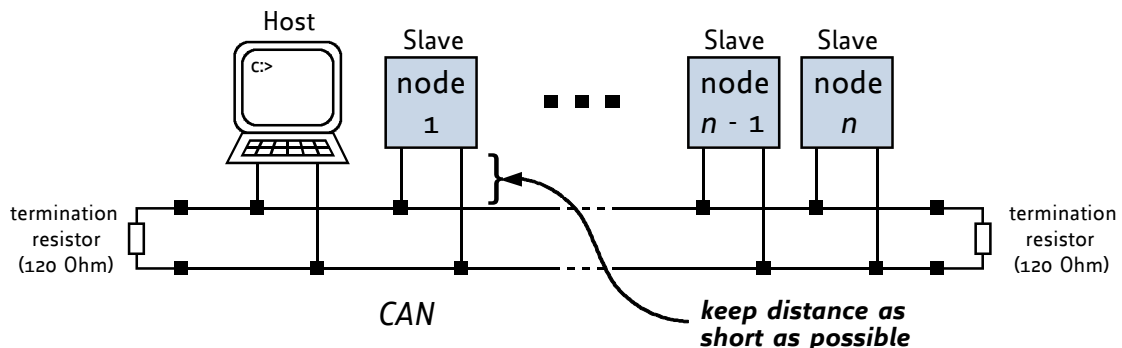 Host
C:>
Slave
node
1
Slave
node
n - 1
Slave
node
n
termination
resistor
(120 Ohm)
termination
resistor
(120 Ohm)
CAN
keep distance as
short as possible